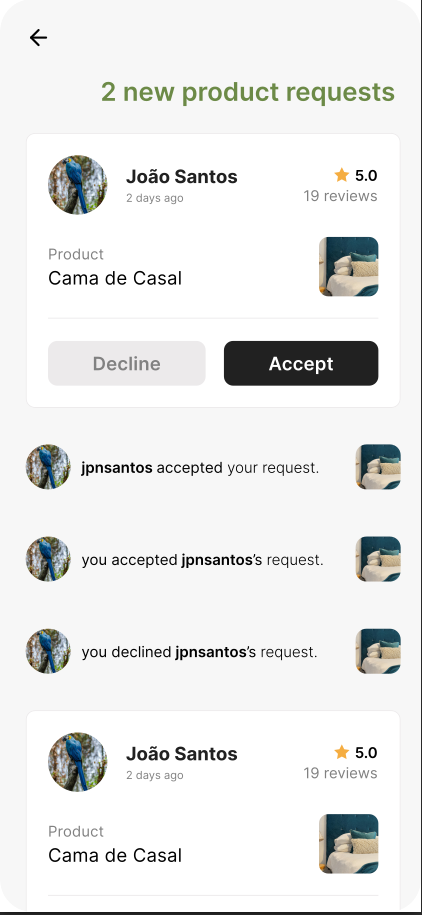 2 new product requests
João Santos
2 days ago
5.0
19 reviews
Product
Cama de Casal
Decline
Accept
jpnsantos accepted your request.
you accepted jpnsantos’s request.
you declined jpnsantos’s request.
João Santos
2 days ago
5.0
19 reviews
Product
Cama de Casal